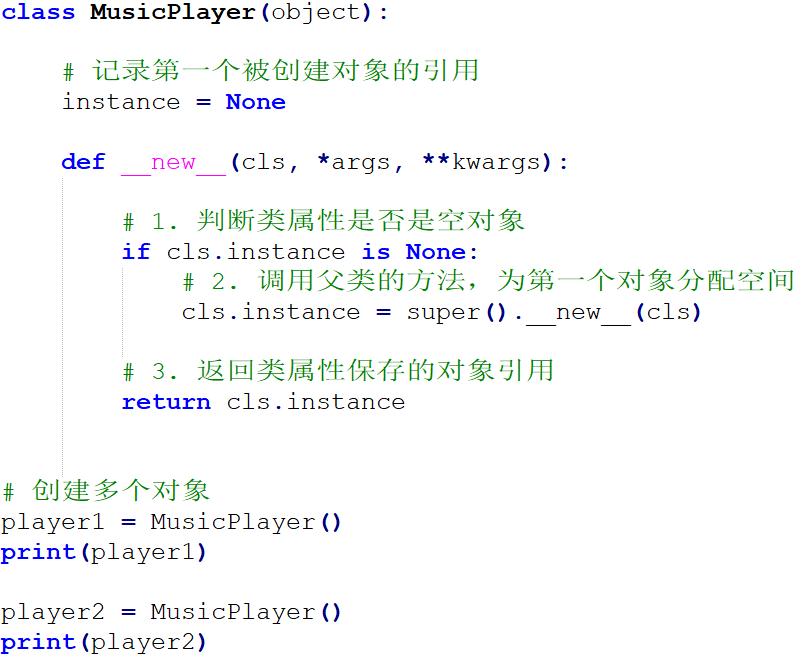 class MusicPlayer(object):
# 记录第一个被创建对象的引用
instance = None
def __new__(cls, *args, **kwargs):
# 1. 判断类属性是否是空对象
if cls.instance is None:
# 2. 调用父类的方法，为第一个对象分配空间
cls.instance = super().__new__(cls)
# 3. 返回类属性保存的对象引用
return cls.instance
# 创建多个对象
player1 = MusicPlayer()
print(player1)
player2 = MusicPlayer()
print(player2)